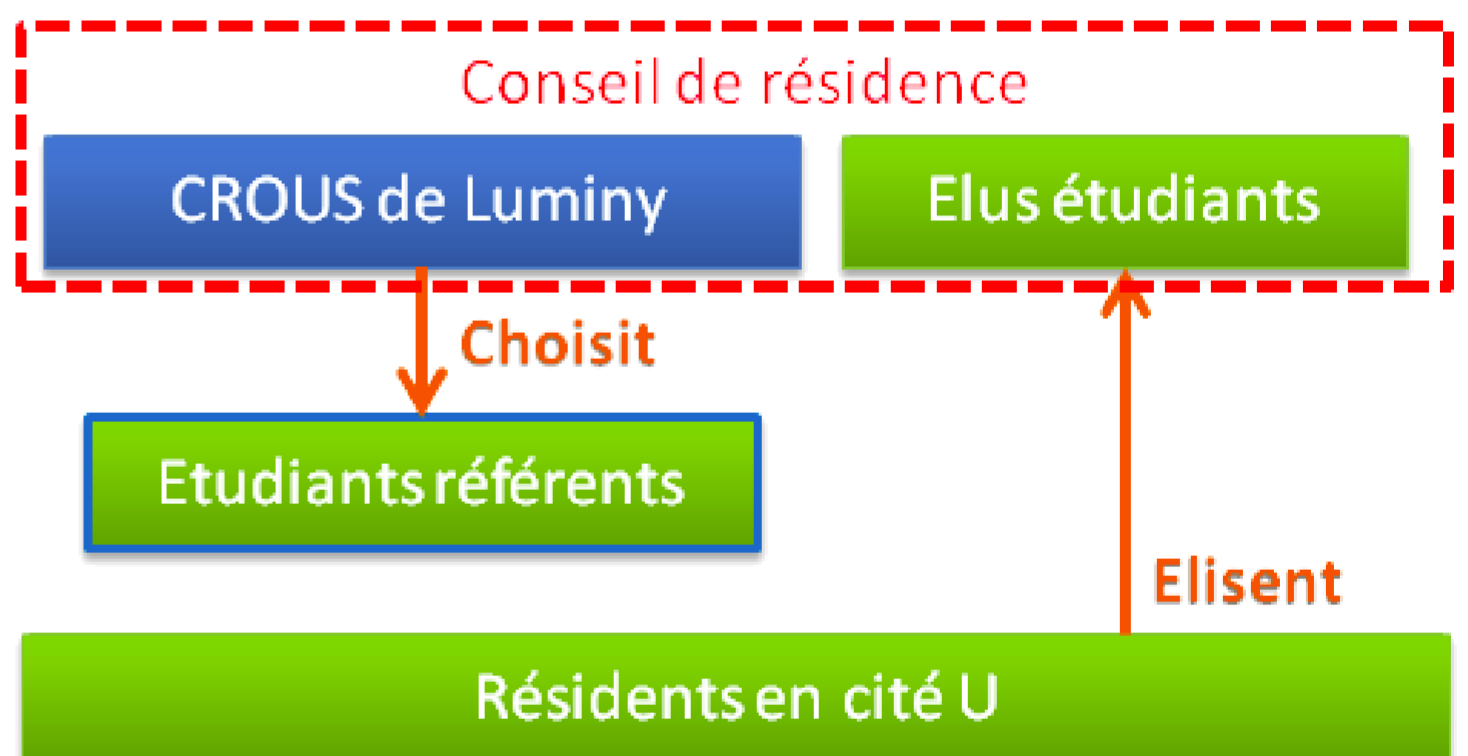 Conseil de résidence
CROUS de Luminy
Elus étudiants
Choisit
Etudiants référents
Elisent
Résidents en cité U